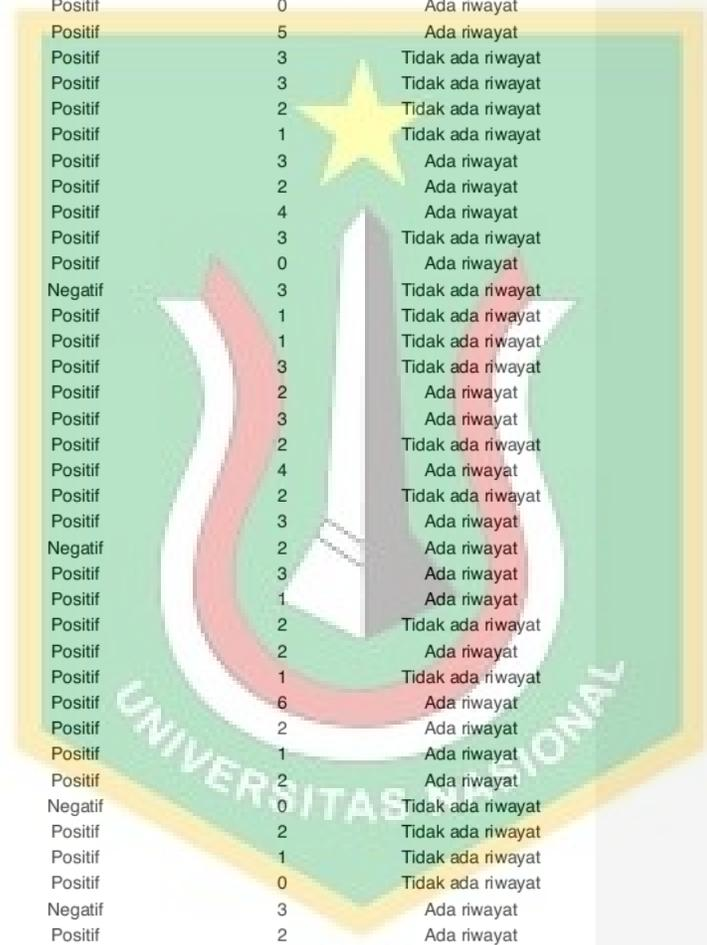 Positif 0 Ada riwayat
Positif 5 Ada riwayat
Positif 3 Tidak ada riwayat
Positif 3 Tidak ada riwayat
Positif 2 Tidak ada riwayat
Positif 1 Tidak ada riwayat
Positif 3 Ada riwayat
Positif 2 Ada riwayat
Positif 4 Ada riwayat
Positif 3 Tidak ada riwayat
Positif 0 Ada riwayat
Negatif 3 Tidak ada riwayat
Positif 1 Tidak ada riwayat
Positif 1 Tidak ada riwayat
Positif 3 Tidak ada riwayat
Positif 2 Ada riwayat
Positif 3 Ada riwayat
Positif 2 Tidak ada riwayat
Positif 4 Ada riwayat
Positif 2 Tidak ada riwayat
Positif 3 Ada riwayat
Negatif 2 Ada riwayat
Positif 3 Ada riwayat
Positif 1 Ada riwayat
Positif 2 Tidak ada riwayat
Positif 2 Ada riwayat
Positif 1 Tidak ada riwayat
Positif 6 Ada riwayat
Positif 2 Ada riwayat
Positif 1 Ada riwayat
Positif 2 Ada riwayat
Negatif 0 Tidak ada riwayat
Positif 2 Tidak ada riwayat
Positif 1 Tidak ada riwayat
Positif 0 Tidak ada riwayat
Negatif 3 Ada riwayat
Positif 2 Ada riwayat
UNIVERSITAS NASIONAL